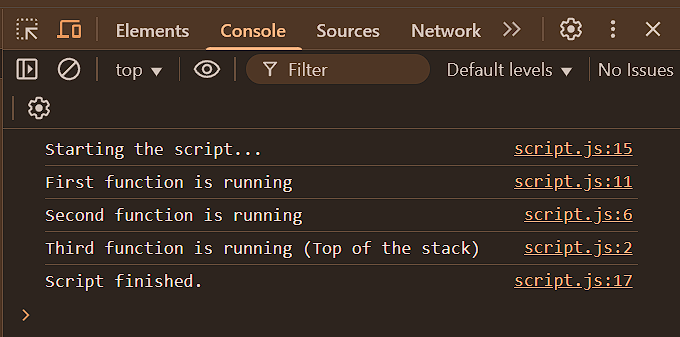 Elements Console Sources Network
top Filter Default levels No Issues
Starting the script... script.js:15
First function is running script.js:11
Second function is running script.js:6
Third function is running (Top of the stack) script.js:2
Script finished. script.js:17